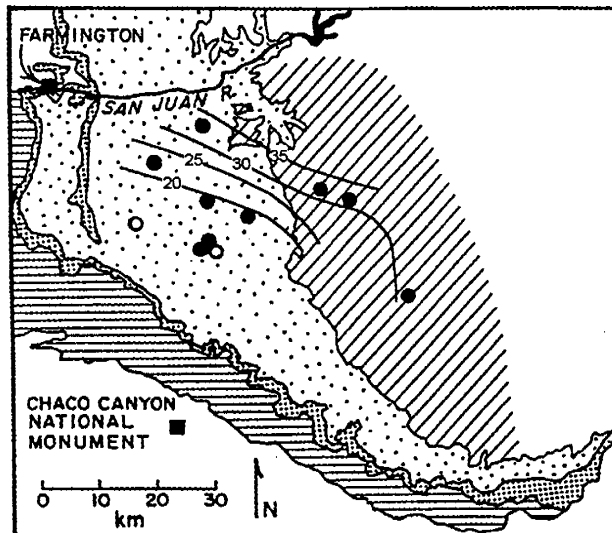 FARMINGTON
SAN JUAN R.
35
30
25
20
CHACO CANYON
NATIONAL
MONUMENT
0 10 20 30
km
N